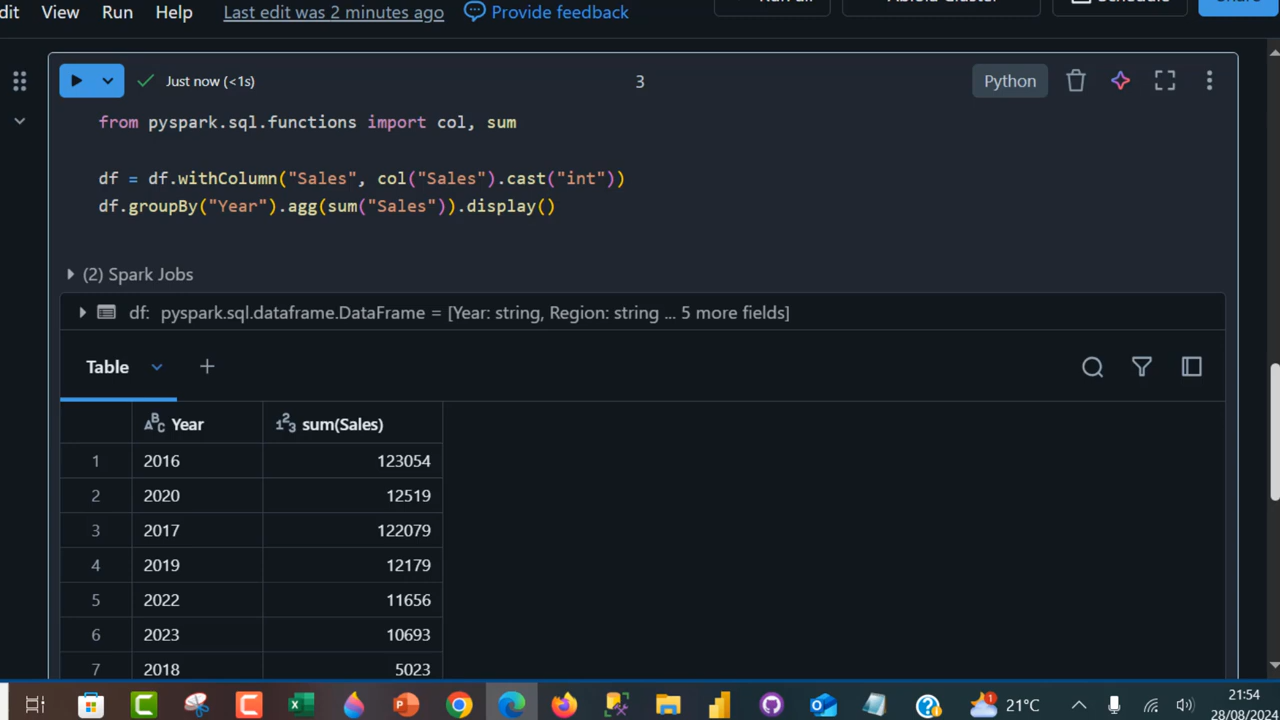 dit View Run Help Last edit was 2 minutes ago Provide feedback
Just now (<1s) 3 Python
from pyspark.sql.functions import col, sum
df = df.withColumn("Sales", col("Sales").cast("int"))
df.groupBy("Year").agg(sum("Sales")).display()
(2) Spark Jobs
df: pyspark.sql.dataframe.DataFrame = [Year: string, Region: string ... 5 more fields]
Table
Year sum(Sales)
1 2016 123054
2 2020 12519
3 2017 122079
4 2019 12179
5 2022 11656
6 2023 10693
7 2018 5023
21°C 21:54
28/08/2024